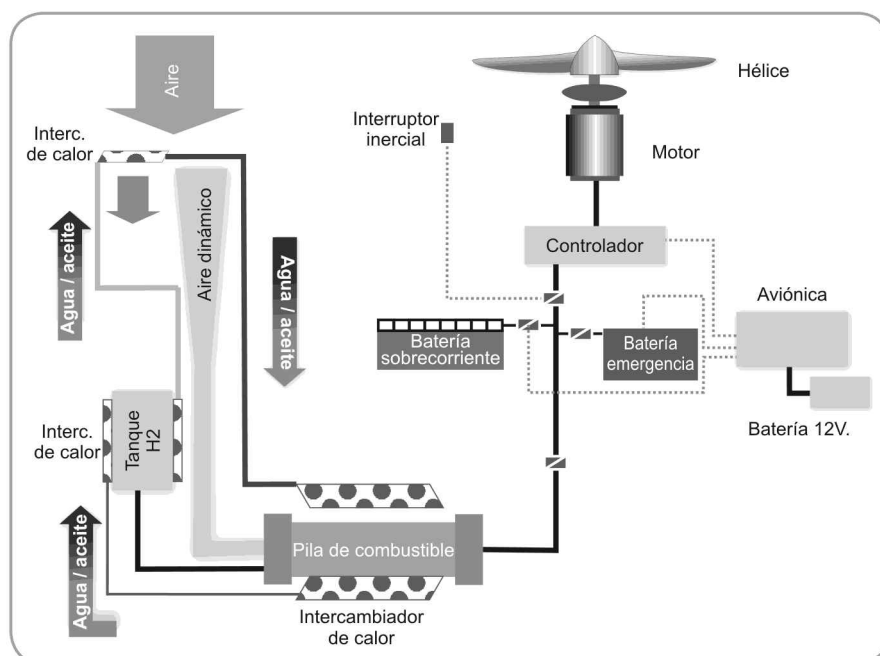 Aire
Hélice
Interruptor
inercial
Interc.
de calor
Motor
Aire dinámico
Agua / aceite
Agua / aceite
Controlador
Aviónica
Batería
sobrecorriente
Batería
emergencia
Tanque
H2
Interc.
de calor
Batería 12V.
Agua / aceite
Pila de combustible
Intercambiador
de calor